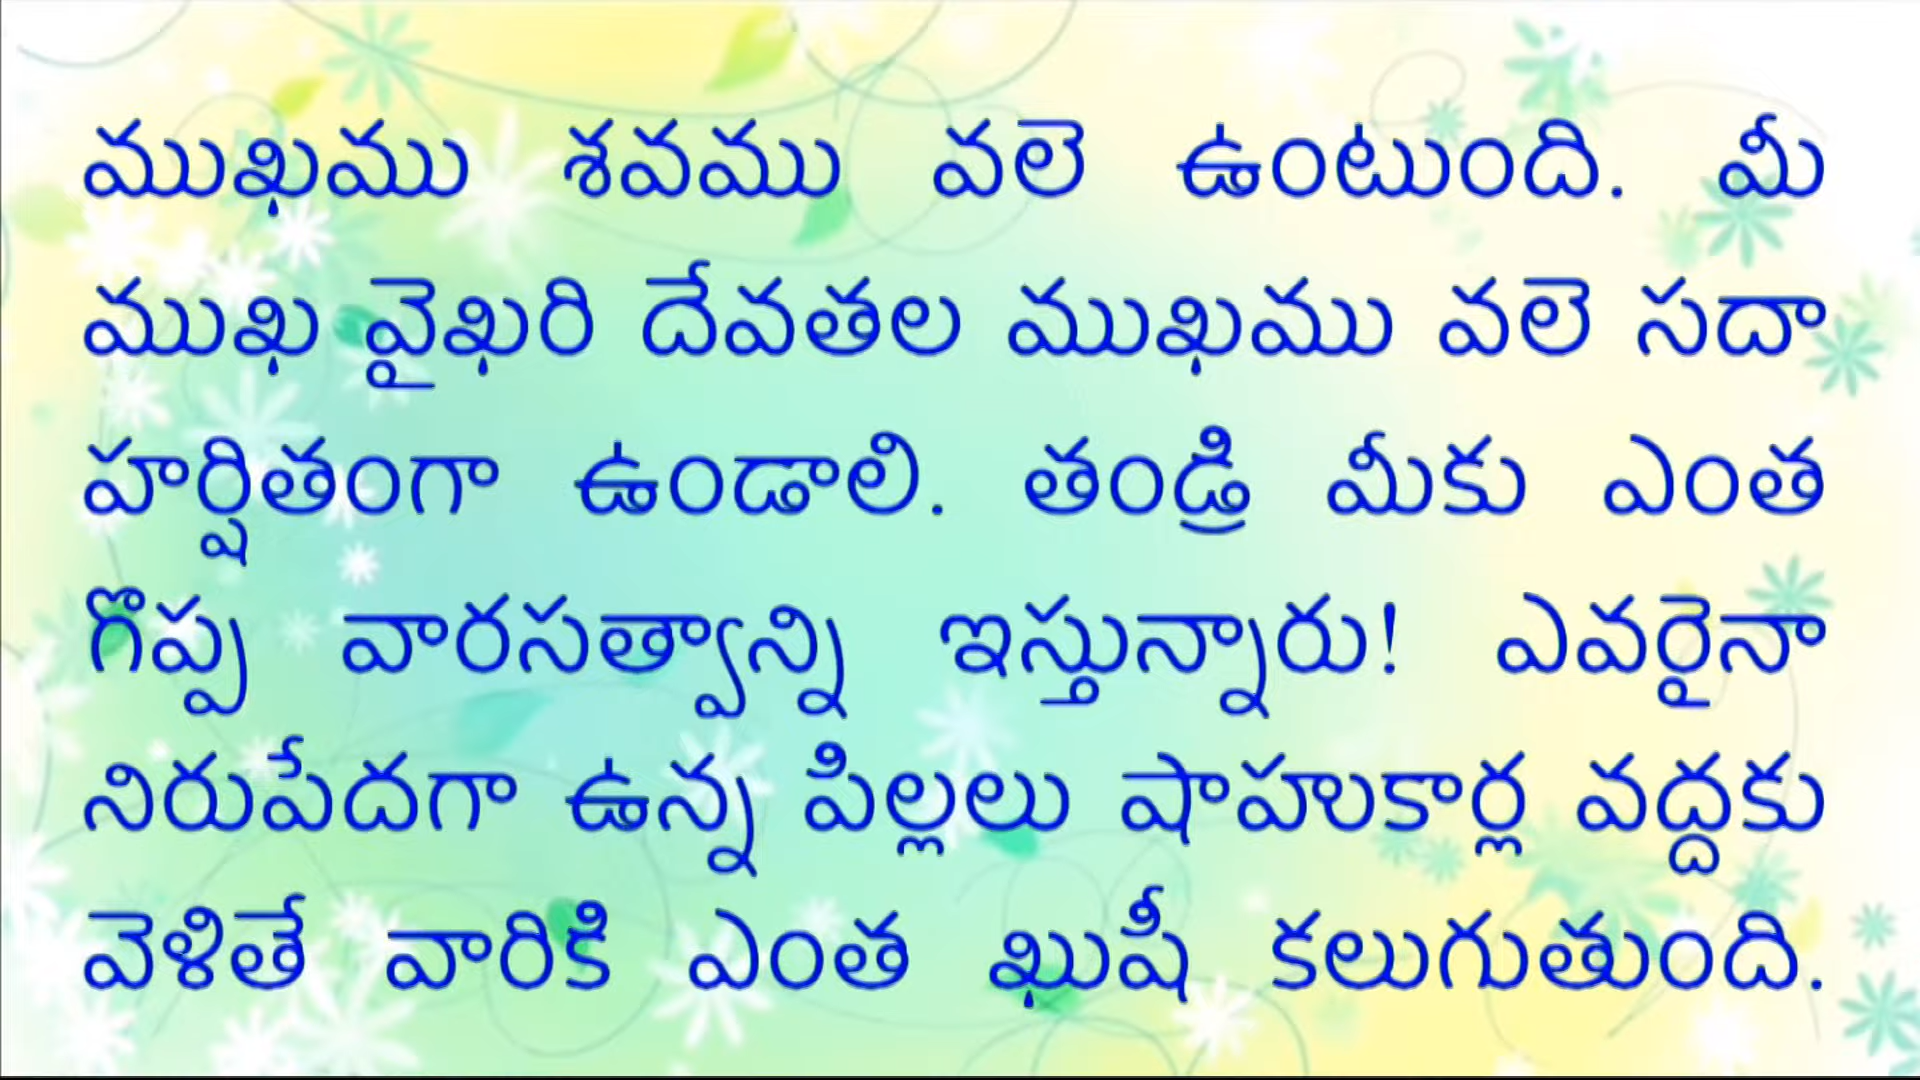 ముఖము శవము వలె ఉంటుంది. మీ
ముఖ వైఖరి దేవతల ముఖము వలె సదా
హర్షితంగా ఉండాలి. తండ్రి మీకు ఎంత
గొప్ప వారసత్వాన్ని ఇస్తున్నారు! ఎవరైనా
నిరుపేదగా ఉన్న పిల్లలు షాహుకార్ల వద్దకు
వెళితే వారికి ఎంత ఖుషీ కలుగుతుంది.